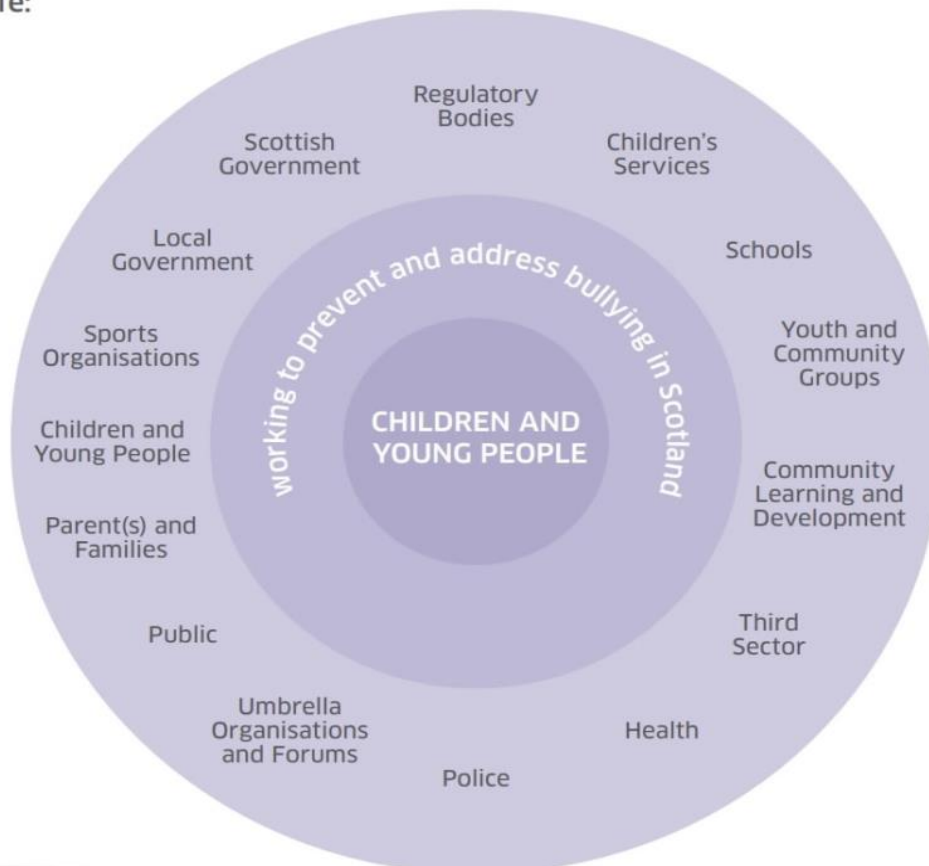 Regulatory
Bodies
Children's
Services
Schools
Youth and
Community
Groups
Community
Learning and
Development
Third
Sector
Health
Police
Umbrella
Organisations
and Forums
Public
Parent(s) and
Families
Children and
Young People
Sports
Organisations
Local
Government
Scottish
Government
working to prevent and address bullying in Scotland
CHILDREN AND
YOUNG PEOPLE